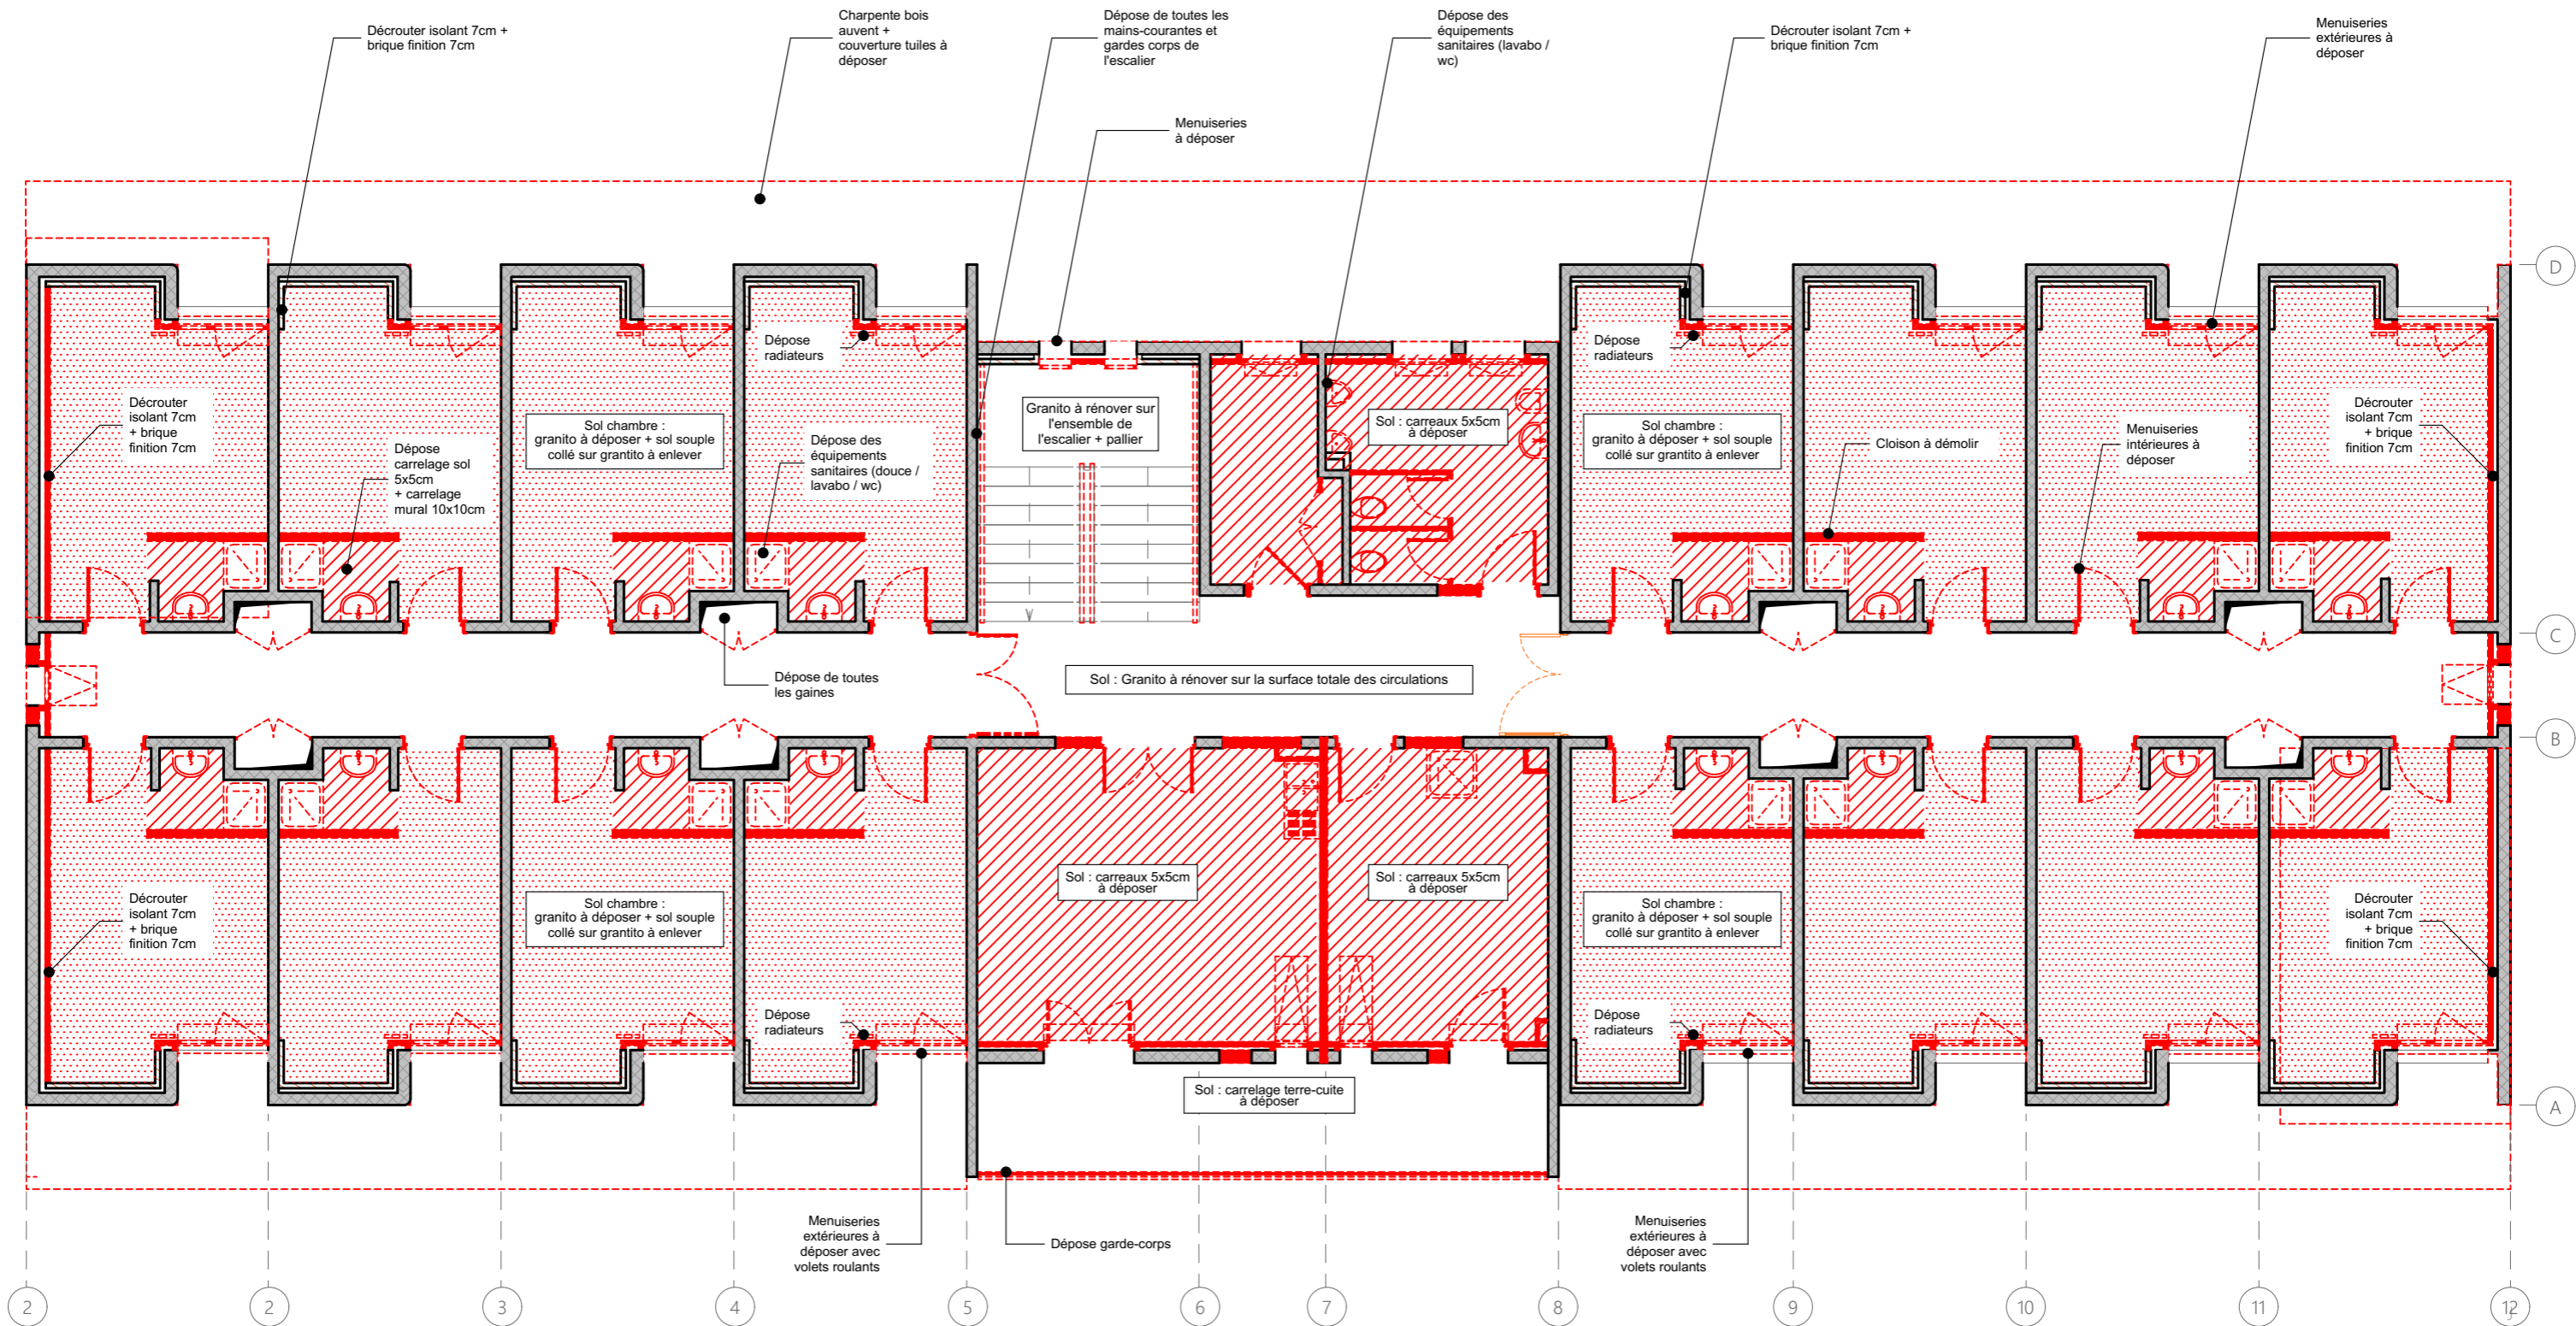 Décrouter isolant 7cm +
brique finition 7cm
Charpente bois
auvent +
couverture tuiles à
déposer
Dépose de toutes les
mains-courantes et
gardes corps de
l'escalier
Menuiseries
à déposer
Dépose des
équipements
sanitaires (lavabo /
wc)
Décrouter isolant 7cm +
brique finition 7cm
Menuiseries
extérieures à
déposer
D
Dépose
radiateurs
Dépose
radiateurs
Décrouter
isolant 7cm
+ brique
finition 7cm
Dépose
carrelage sol
5x5cm
+ carrelage
mural 10x10cm
Sol chambre :
granito à déposer + sol souple
collé sur grantito à enlever
Dépose des
équipements
sanitaires (douce /
lavabo / wc)
Granito à rénover sur
l'ensemble de
l'escalier + pallier
Sol : carreaux 5x5cm
à déposer
Sol chambre :
granito à déposer + sol souple
collé sur grantito à enlever
Cloison à démolir
Menuiseries
intérieures à
déposer
Décrouter
isolant 7cm
+ brique
finition 7cm
C
Dépose de toutes
les gaines
Sol : Granito à rénover sur la surface totale des circulations
B
Décrouter
isolant 7cm
+ brique
finition 7cm
Sol chambre :
granito à déposer + sol souple
collé sur grantito à enlever
Sol : carreaux 5x5cm
à déposer
Sol : carreaux 5x5cm
à déposer
Sol chambre :
granito à déposer + sol souple
collé sur grantito à enlever
Décrouter
isolant 7cm
+ brique
finition 7cm
Dépose
radiateurs
Dépose
radiateurs
Sol : carrelage terre-cuite
à déposer
A
Menuiseries
extérieures à
déposer avec
volets roulants
Dépose garde-corps
Menuiseries
extérieures à
déposer avec
volets roulants
2
2
3
4
5
6
7
8
9
10
11
12